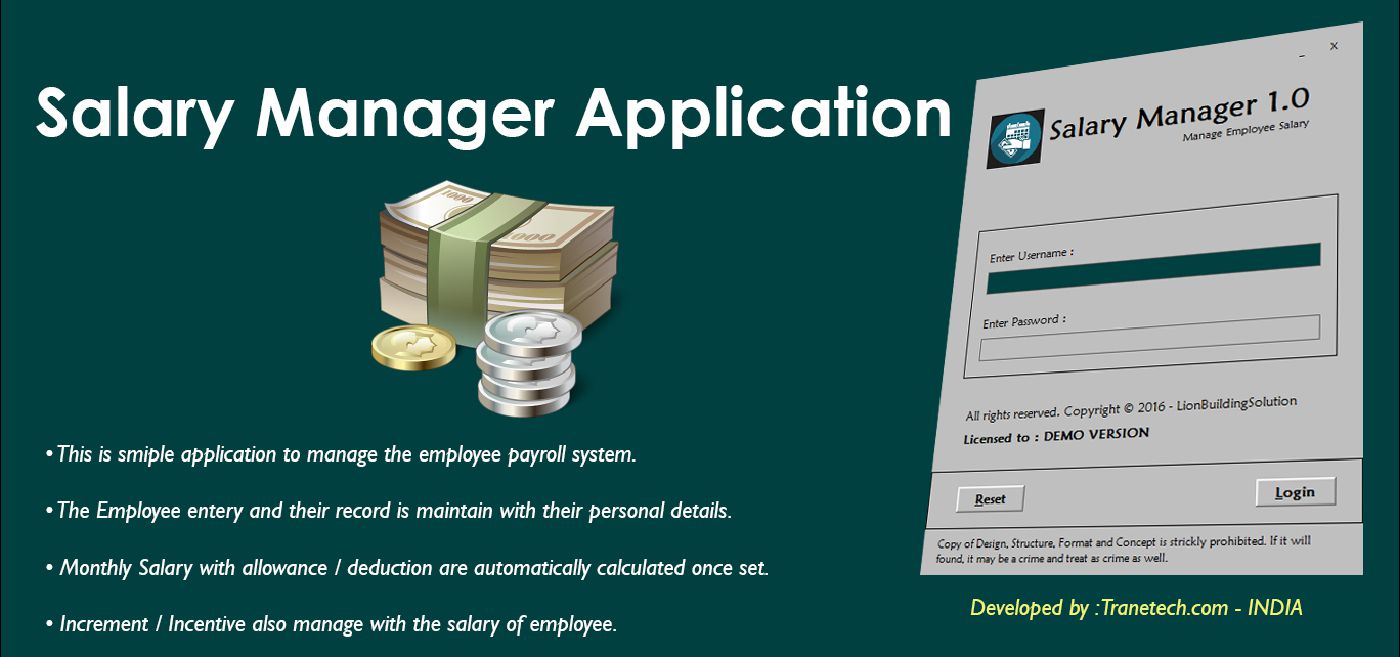 Salary Manager Application
1000
1000
• This is smiple application to manage the employee payroll system.
• The Employee entery and their record is maintain with their personal details.
• Monthly Salary with allowance / deduction are automatically calculated once set.
• Increment / Incentive also manage with the salary of employee.
_ x
Salary Manager 1.0
Manage Employee Salary
Enter Username :
Enter Password :
All rights reserved, Copyright © 2016 - LionBuildingSolution
Licensed to : DEMO VERSION
Reset
Login
Copy of Design, Structure, Format and Concept is strickly prohibited. If it will
found, it may be a crime and treat as crime as well.
Developed by :Tranetech.com - INDIA